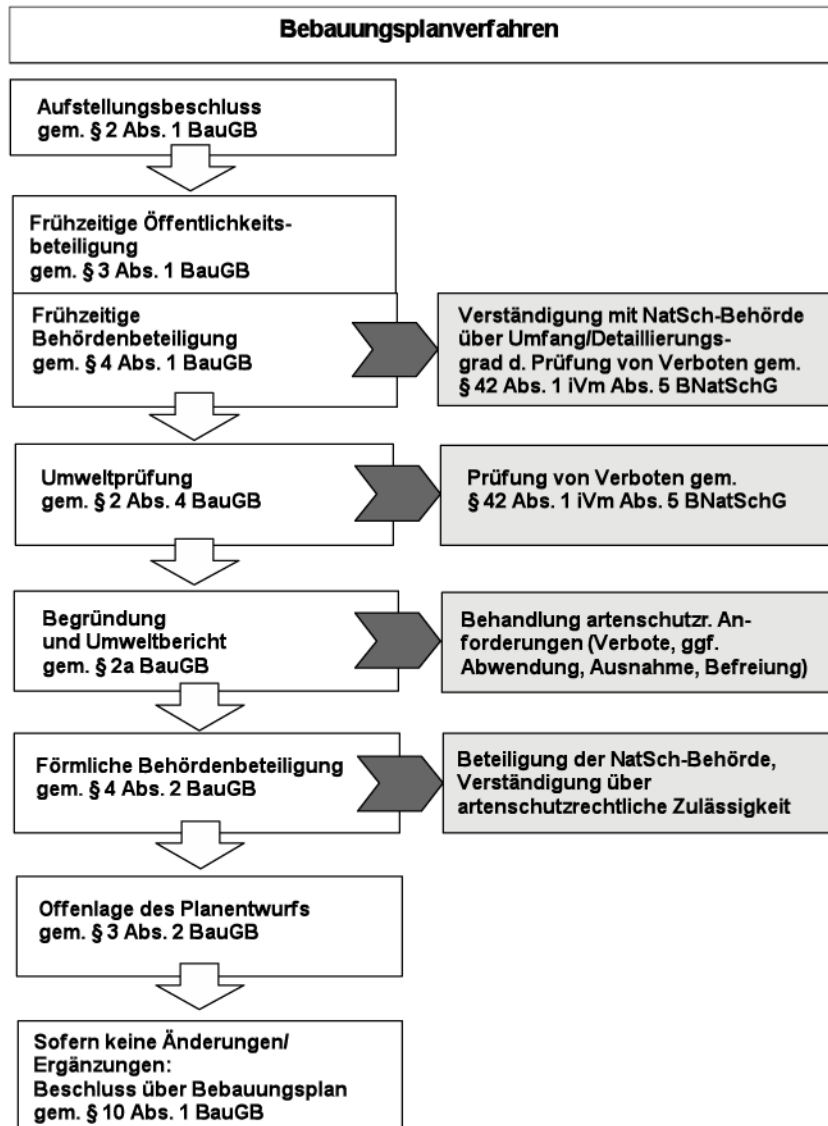 Bebauungsplanverfahren
Aufstellungsbeschluss
gem. § 2 Abs. 1 BauGB
Frühzeitige Öffentlichkeits-
beteiligung
gem. § 3 Abs. 1 BauGB
Frühzeitige
Behördenbeteiligung
gem. § 4 Abs. 1 BauGB
Verständigung mit NatSch-Behörde
über Umfang/Detaillierungs-
grad d. Prüfung von Verboten gem.
§ 42 Abs. 1 iVm Abs. 5 BNatSchG
Umweltprüfung
gem. § 2 Abs. 4 BauGB
Prüfung von Verboten gem.
§ 42 Abs. 1 iVm Abs. 5 BNatSchG
Begründung
und Umweltbericht
gem. § 2a BauGB
Behandlung artenschutzr. An-
forderungen (Verbote, ggf.
Abwendung, Ausnahme, Befreiung)
Förmliche Behördenbeteiligung
gem. § 4 Abs. 2 BauGB
Beteiligung der NatSch-Behörde,
Verständigung über
artenschutzrechtliche Zulässigkeit
Offenlage des Planentwurfs
gem. § 3 Abs. 2 BauGB
Sofern keine Änderungen/
Ergänzungen:
Beschluss über Bebauungsplan
gem. § 10 Abs. 1 BauGB